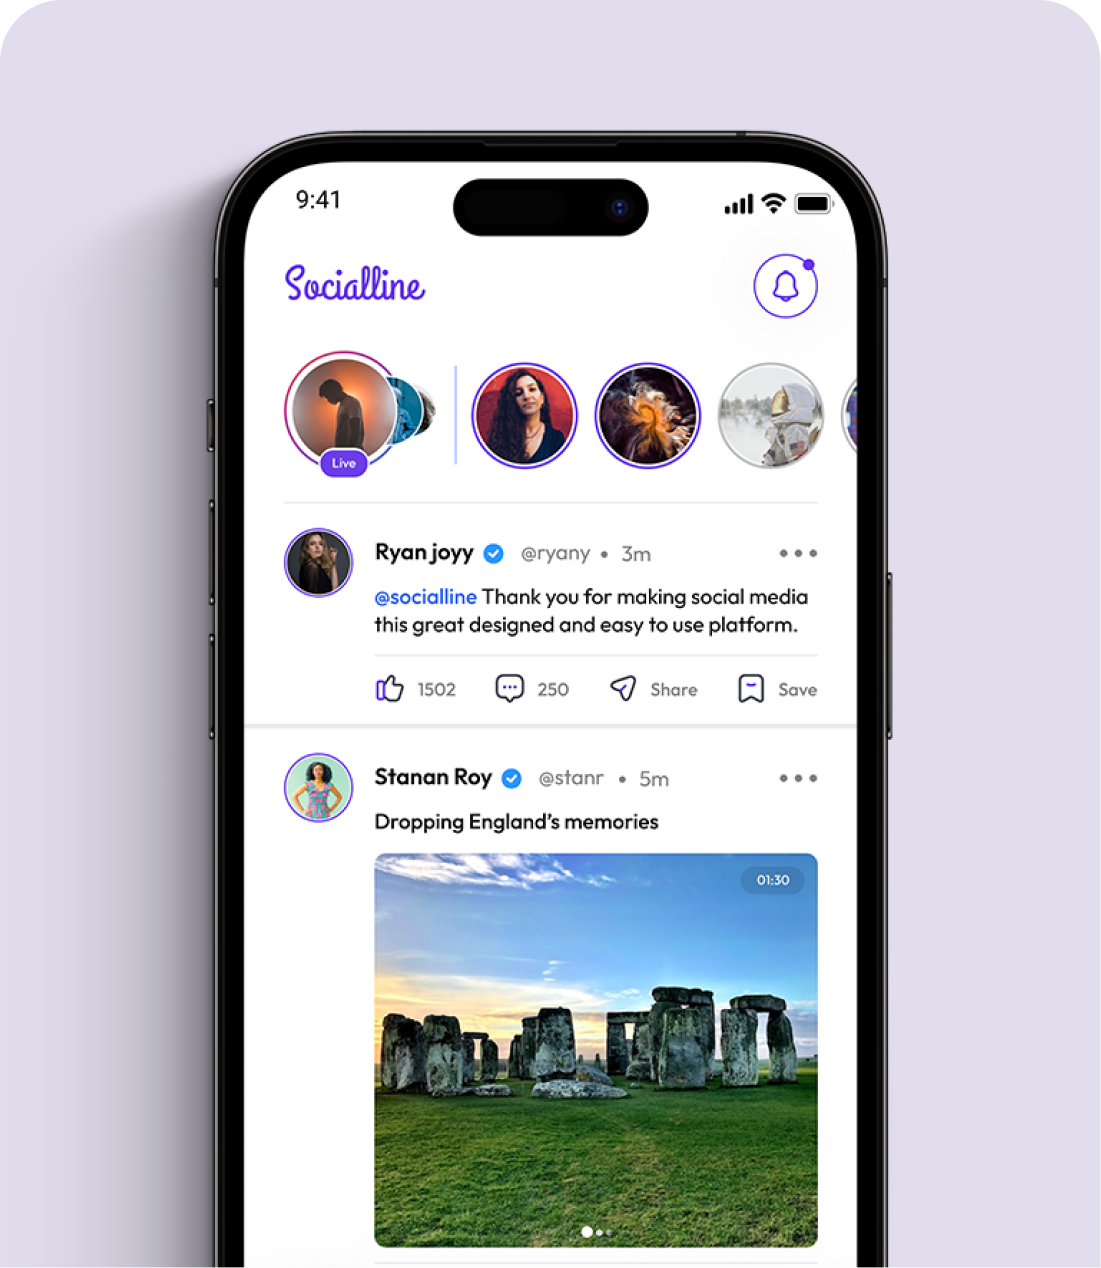 9:41
Socialline
Live
Ryan joyy @ryany • 3m
@socialline Thank you for making social media
this great designed and easy to use platform.
1502 250 Share Save
Stanan Roy @stanr • 5m
Dropping England's memories
01:30